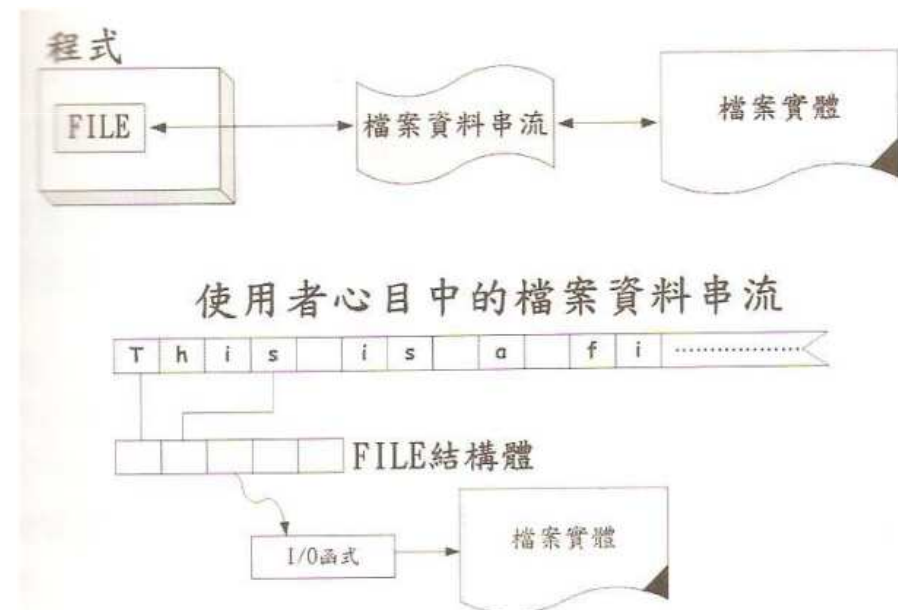 程式
FILE
檔案資料串流
檔案實體
使用者心目中的檔案資料串流
T h i s i s a f i ................
FILE結構體
I/O函式
檔案實體